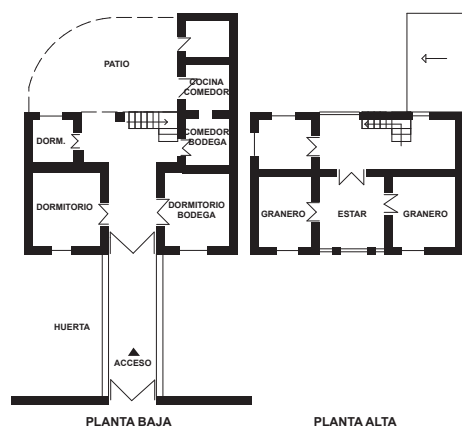 PATIO
COCINA
COMEDOR
COMEDOR
BODEGA
DORM.
DORMITORIO
DORMITORIO
BODEGA
HUERTA
ACCESO
PLANTA BAJA
GRANERO
ESTAR
GRANERO
PLANTA ALTA